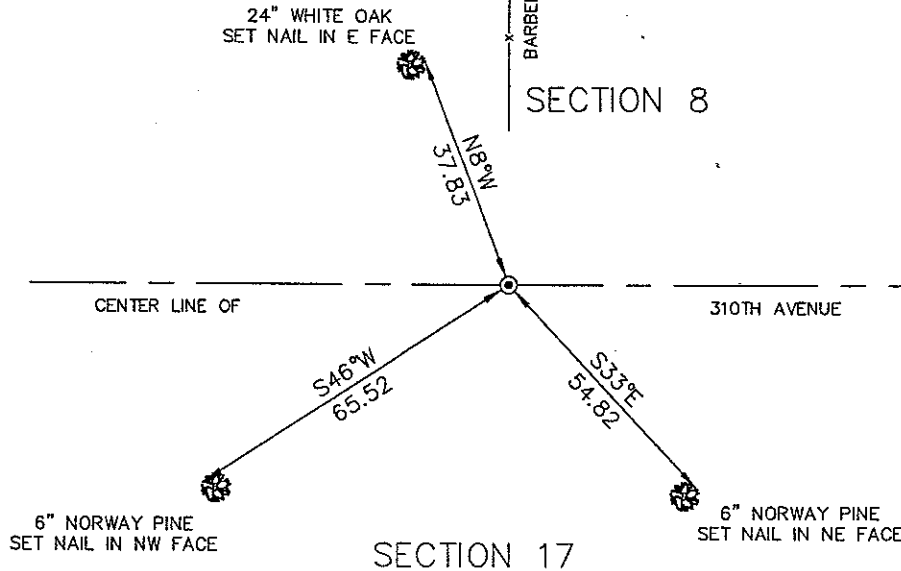 24" WHITE OAK
SET NAIL IN E FACE
SECTION 8
N8°W
37.83
CENTER LINE OF
310TH AVENUE
S46°W
65.52
S33°E
54.82
6" NORWAY PINE
SET NAIL IN NW FACE
6" NORWAY PINE
SET NAIL IN NE FACE
SECTION 17